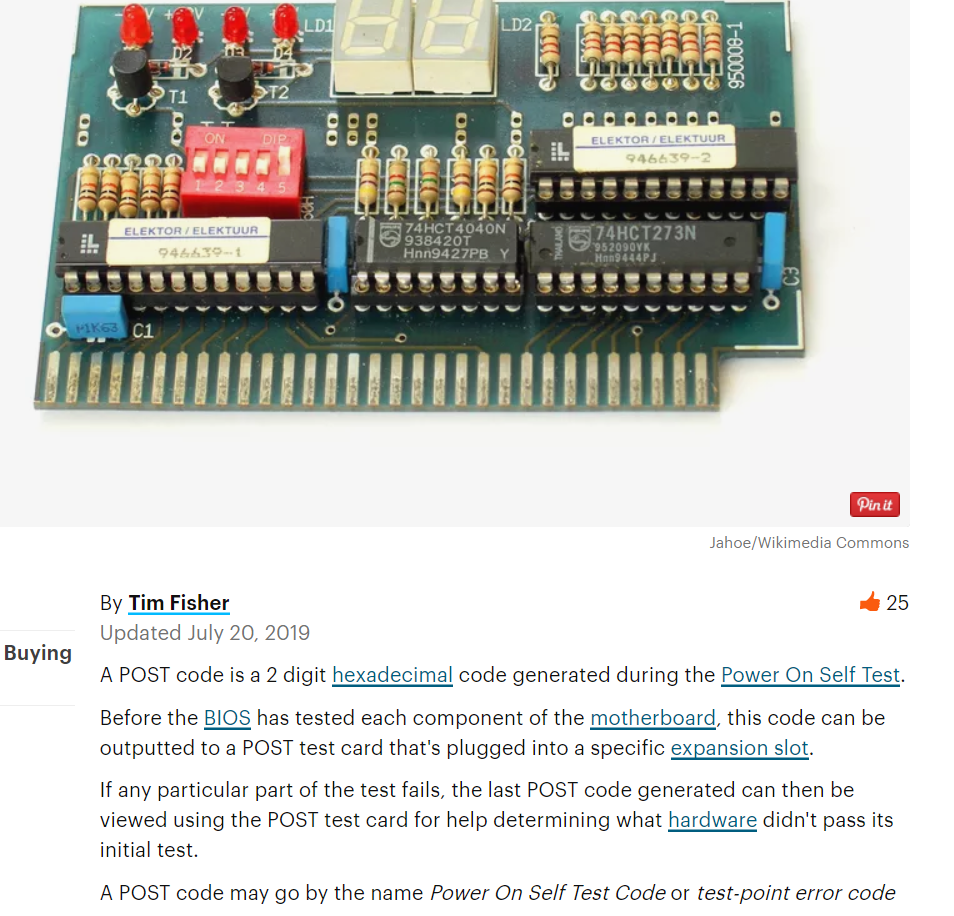 LD1
LD2
950008-1
D2
D3
D4
T1
T2
ON
DIP
1 2 3 4 5
ELEKTOR / ELEKTUUR
946639-2
ELEKTOR / ELEKTUUR
946639-1
74HCT4040N
938420T
Hnn9427PB Y
THAILAND
74HCT273N
952090VK
Hnn9444PJ
C3
C1
Pin it
Jahoe/Wikimedia Commons
By Tim Fisher
25
Updated July 20, 2019
Buying
A POST code is a 2 digit hexadecimal code generated during the Power On Self Test.
Before the BIOS has tested each component of the motherboard, this code can be
outputted to a POST test card that's plugged into a specific expansion slot.
If any particular part of the test fails, the last POST code generated can then be
viewed using the POST test card for help determining what hardware didn't pass its
initial test.
A POST code may go by the name Power On Self Test Code or test-point error code